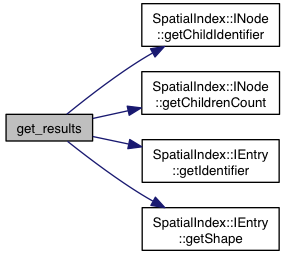 SpatialIndex::INode
::getChildIdentifier
SpatialIndex::INode
::getChildrenCount
get_results
SpatialIndex::IEntry
::getIdentifier
SpatialIndex::IEntry
::getShape